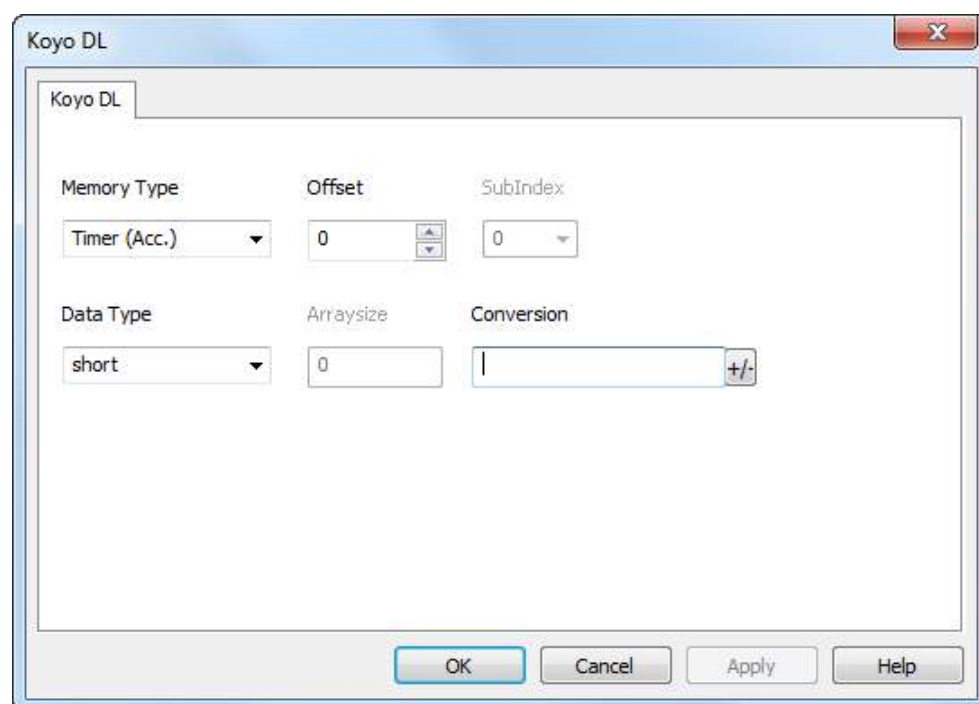 Koyo DL
Koyo DL
Memory Type Offset SubIndex
Timer (Acc.) 0 0
Data Type Arraysize Conversion
short 0 +/-
OK Cancel Apply Help